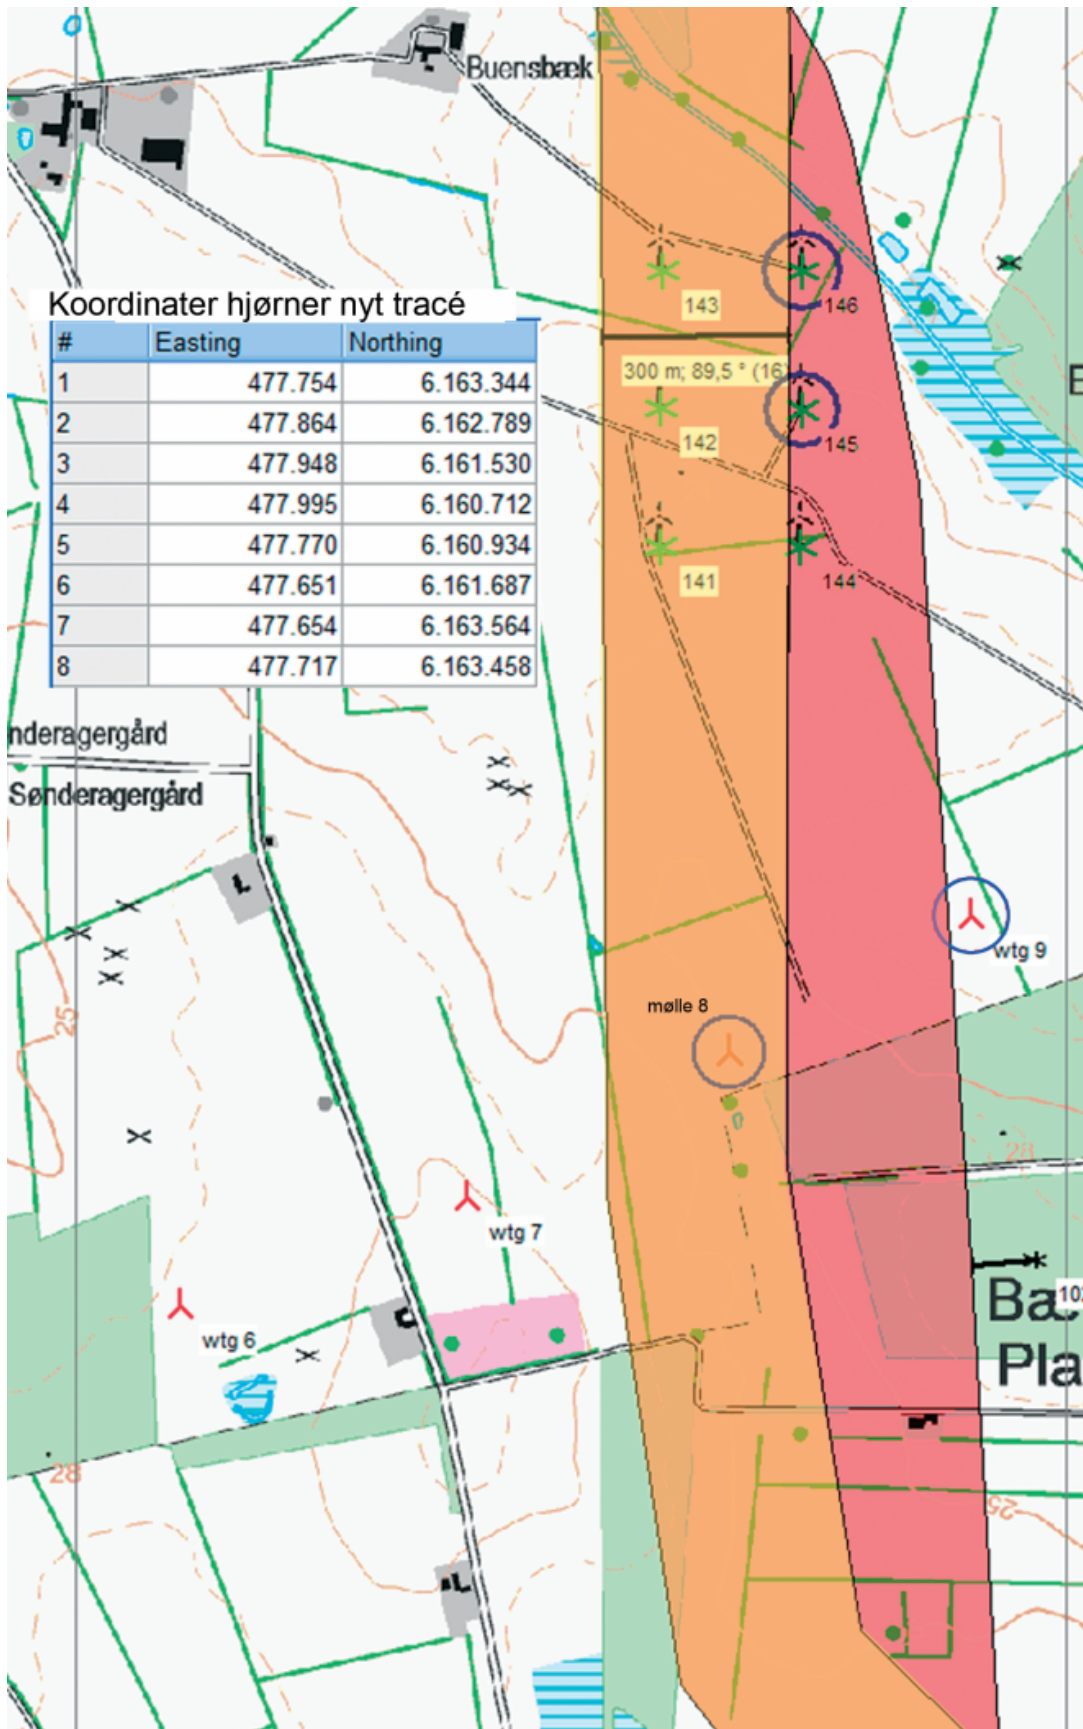 Buensbæk
143
146
Koordinater hjørner nyt tracé
# Easting Northing
1 477.754 6.163.344
2 477.864 6.162.789
3 477.948 6.161.530
4 477.995 6.160.712
5 477.770 6.160.934
6 477.651 6.161.687
7 477.654 6.163.564
8 477.717 6.163.458
300 m; 89,5 ° (16
E
142
145
141
144
nderagergård
Sønderagergård
wtg 9
mølle 8
25
28
wtg 7
wtg 6
Bæ
102
Pla
28
25